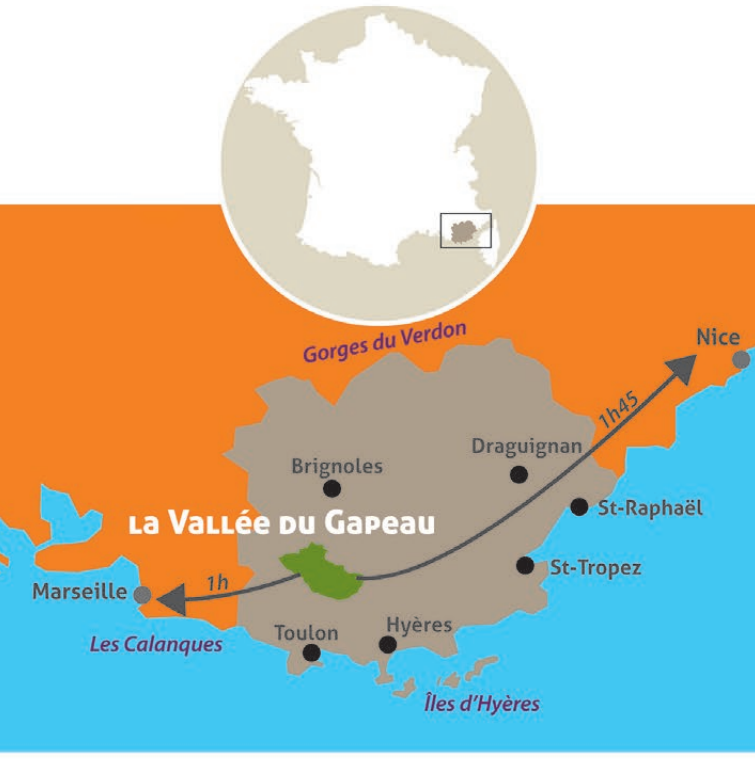 Gorges du Verdon
Nice
1h45
Draguignan
Brignoles
St-Raphaël
La Vallée du Gapeau
St-Tropez
1h
Marseille
Toulon
Hyères
Les Calanques
Îles d'Hyères